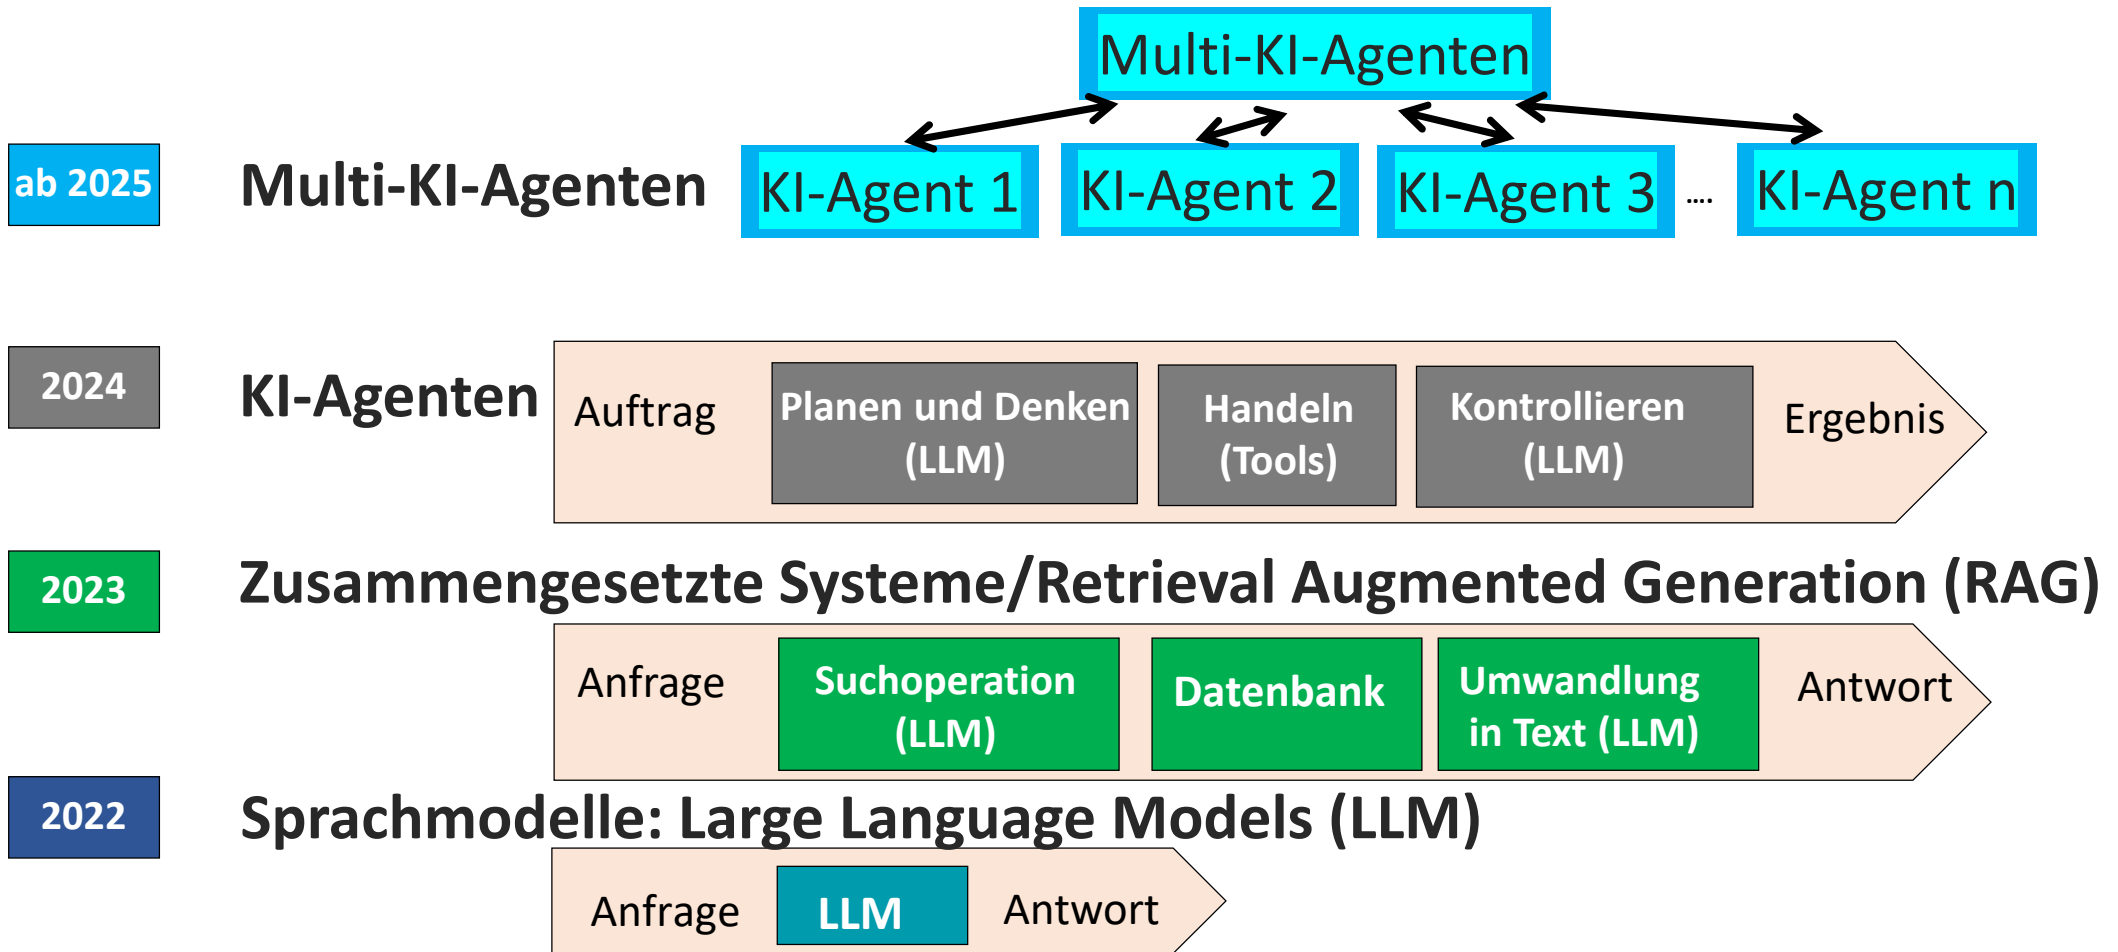 Multi-KI-Agenten
ab 2025
Multi-KI-Agenten
KI-Agent 1
KI-Agent 2
KI-Agent 3
....
KI-Agent n
2024
KI-Agenten
Auftrag
Planen und Denken
(LLM)
Handeln
(Tools)
Kontrollieren
(LLM)
Ergebnis
2023
Zusammengesetzte Systeme/Retrieval Augmented Generation (RAG)
Anfrage
Suchoperation
(LLM)
Datenbank
Umwandlung
in Text (LLM)
Antwort
2022
Sprachmodelle: Large Language Models (LLM)
Anfrage
LLM
Antwort